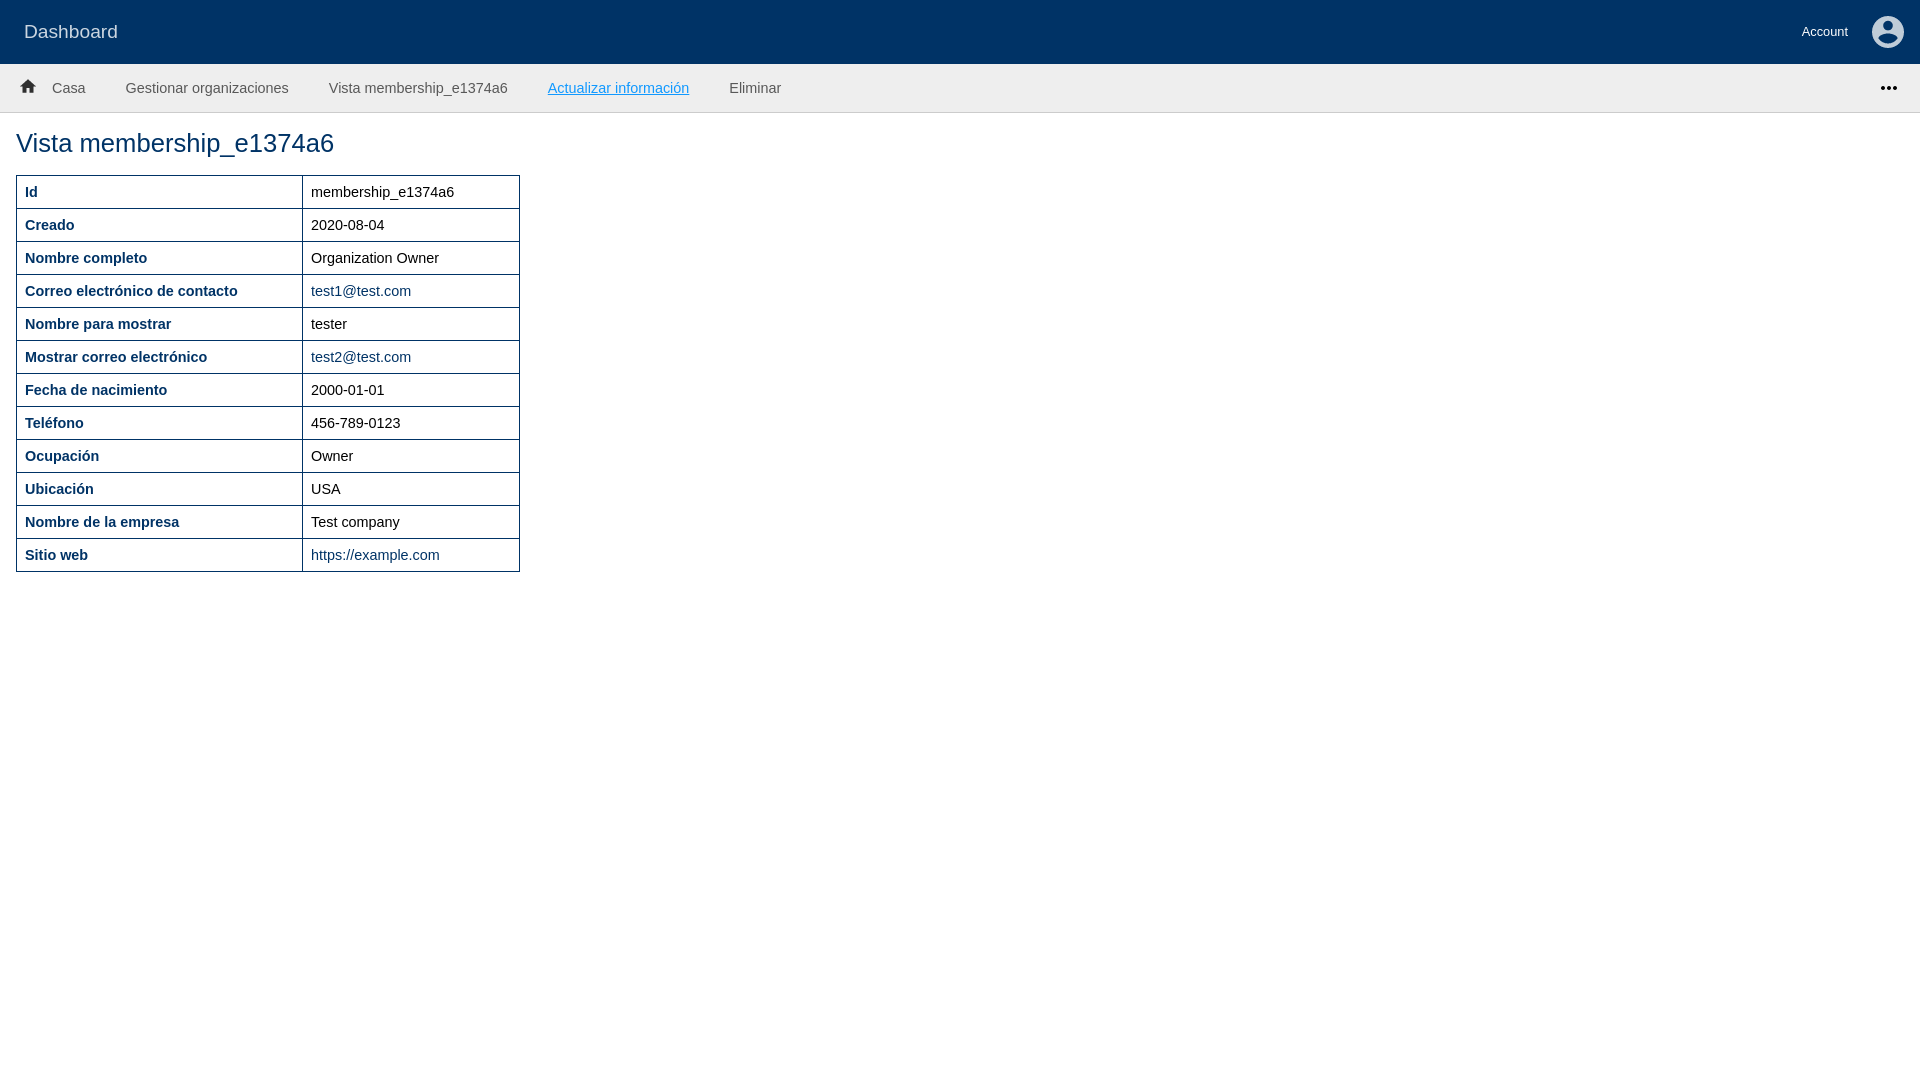 Dashboard
Account
Casa
Gestionar organizaciones
Vista membership_e1374a6
Actualizar información
Eliminar
Vista membership_e1374a6
Id membership_e1374a6
Creado 2020-08-04
Nombre completo Organization Owner
Correo electrónico de contacto test1@test.com
Nombre para mostrar tester
Mostrar correo electrónico test2@test.com
Fecha de nacimiento 2000-01-01
Teléfono 456-789-0123
Ocupación Owner
Ubicación USA
Nombre de la empresa Test company
Sitio web https://example.com